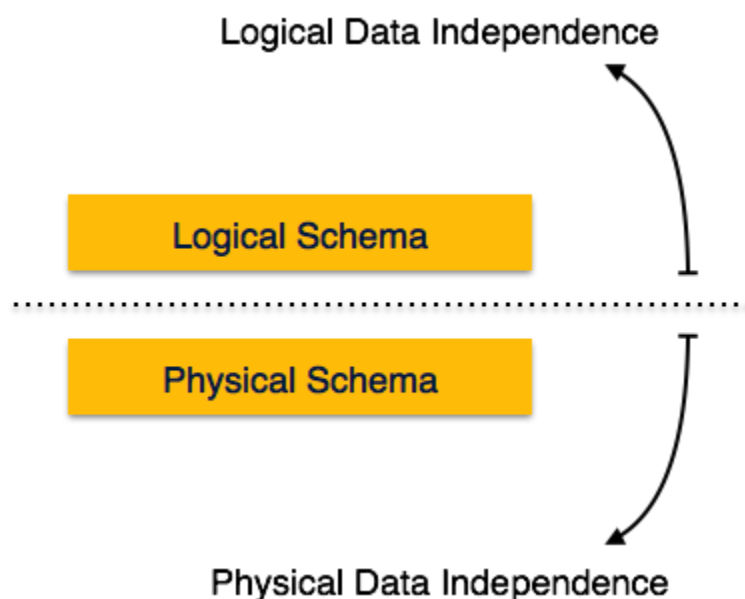 Logical Data Independence
Logical Schema
Physical Schema
Physical Data Independence